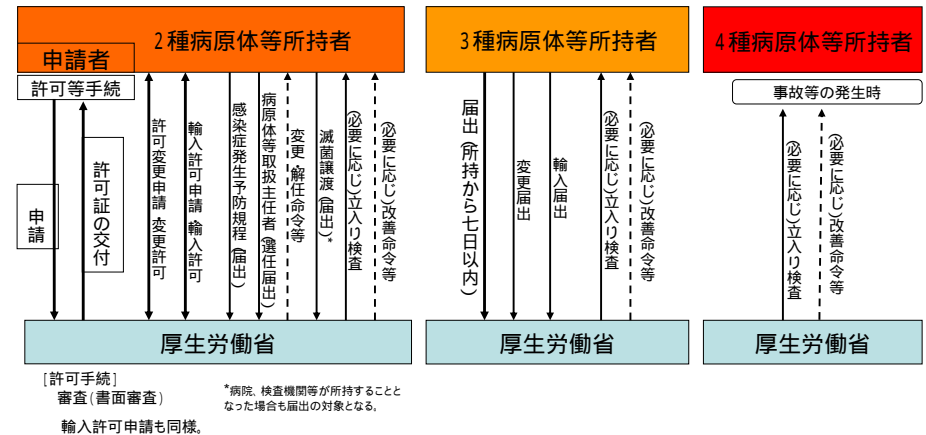 2種病原体等所持者
申請者
許可等手続
申請
許可証の交付
許可変更申請・変更許可
輸入許可申請・輸入許可
感染症発生予防規程(届出)
病原体等取扱主任者(選任届出)
変更・解任命令等
滅菌譲渡(届出)*
(必要に応じ)立入り検査
(必要に応じ)改善命令等
厚生労働省
[許可手続]
審査(書面審査)
輸入許可申請も同様。
*病院、検査機関等が所持することと
なった場合も届出の対象となる。
3種病原体等所持者
届出(所持から七日以内)
変更届出
輸入届出
(必要に応じ)立入り検査
(必要に応じ)改善命令等
厚生労働省
4種病原体等所持者
事故等の発生時
(必要に応じ)立入り検査
(必要に応じ)改善命令等
厚生労働省